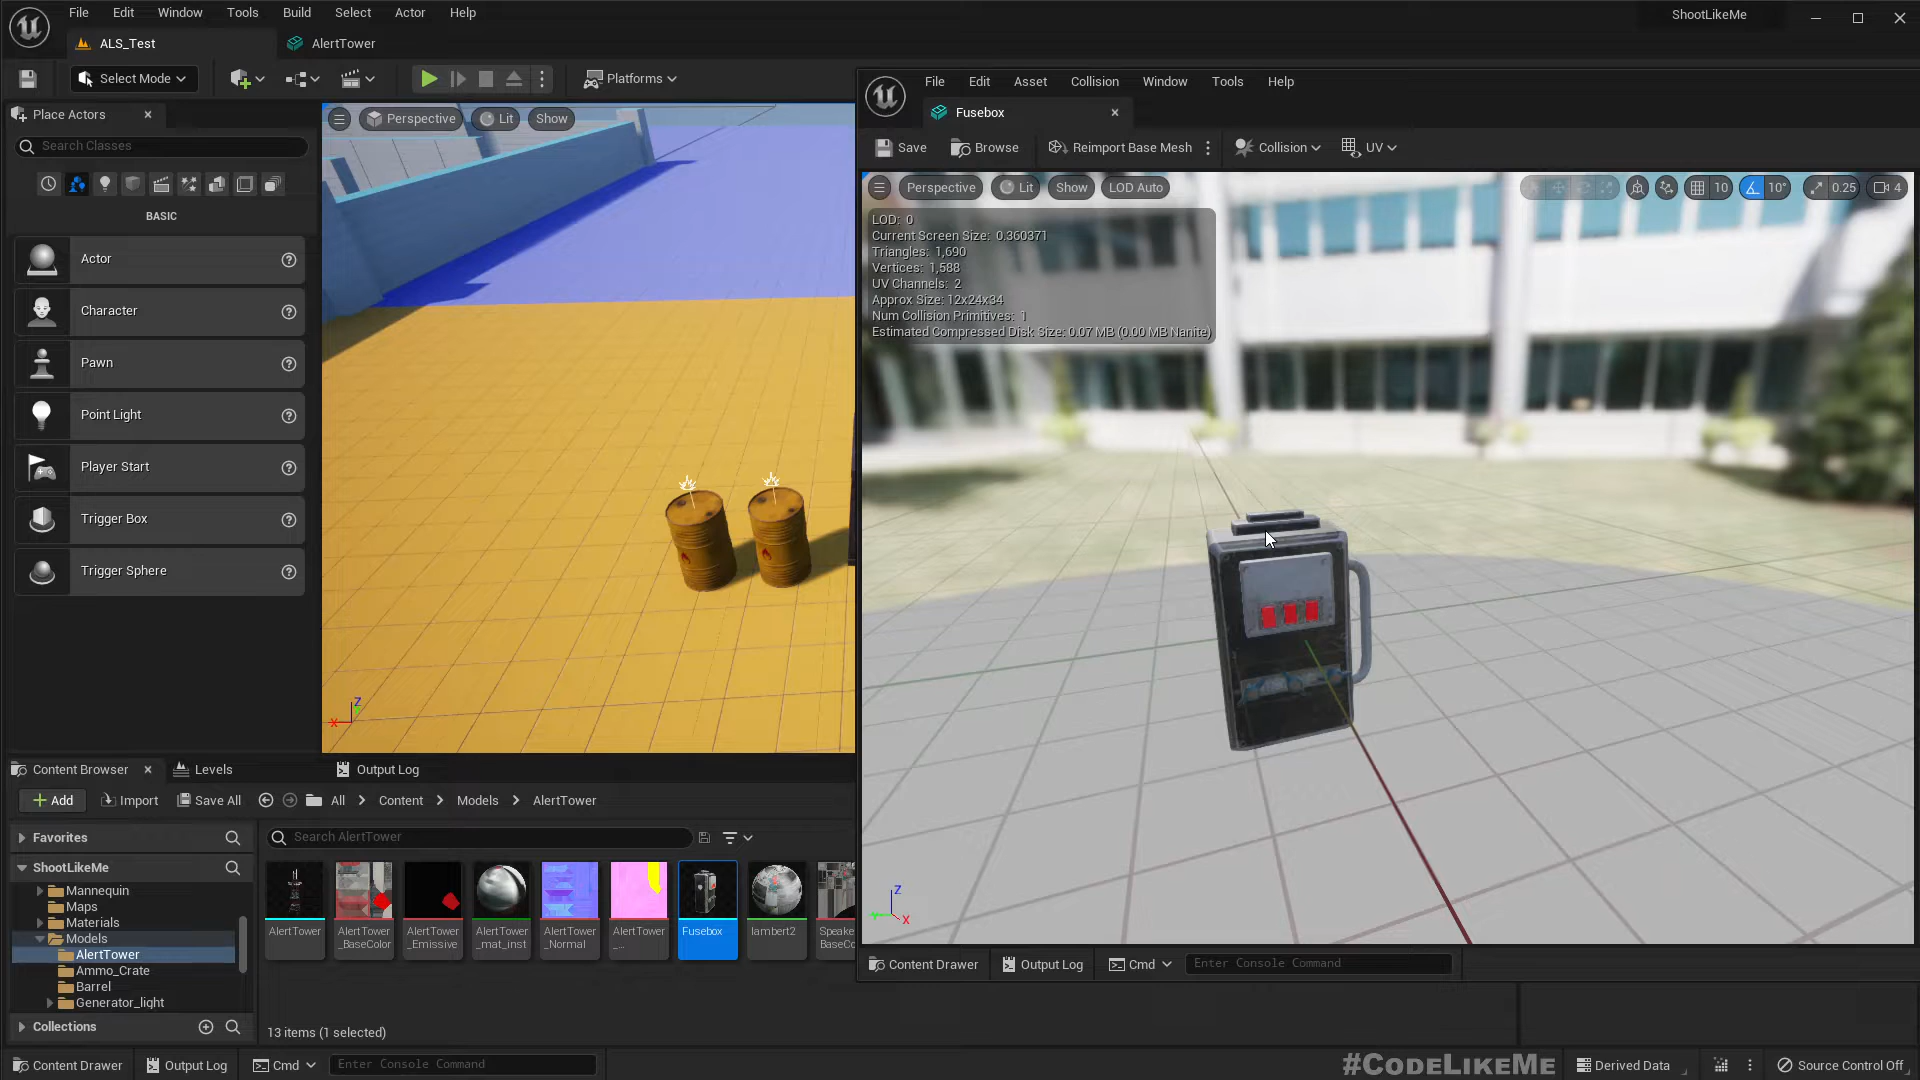 File Edit Window Tools Build Select Actor Help
ShootLikeMe
ALS_Test
AlertTower
Select Mode
Platforms
Place Actors
Search Classes
BASIC
Actor
Character
Pawn
Point Light
Player Start
Trigger Box
Trigger Sphere
Perspective Lit Show
X Z
File Edit Asset Collision Window Tools Help
Fusebox
Save Browse Reimport Base Mesh Collision UV
Perspective Lit Show LOD Auto
10 10° 0.25 4
LOD: 0
Current Screen Size: 0.360371
Triangles: 1,690
Vertices: 1,588
UV Channels: 2
Approx Size: 12x24x34
Num Collision Primitives: 1
Estimated Compressed Disk Size: 0.07 MB (0.00 MB Nanite)
Z
X
Content Drawer Output Log Cmd Enter Console Command
Content Browser Levels Output Log
Add Import Save All All Content Models AlertTower
Favorites
Search AlertTower
ShootLikeMe
Mannequin
Maps
Materials
Models
AlertTower
Ammo_Crate
Barrel
Generator_light
Collections
AlertTower
AlertTower
_BaseColor
AlertTower
_Emissive
AlertTower
_mat_inst
AlertTower
_Normal
AlertTower
_...
Fusebox
lambert2
Speake
BaseCo
13 items (1 selected)
Content Drawer Output Log Cmd Enter Console Command
#CODELIKEME
Derived Data
Source Control Off